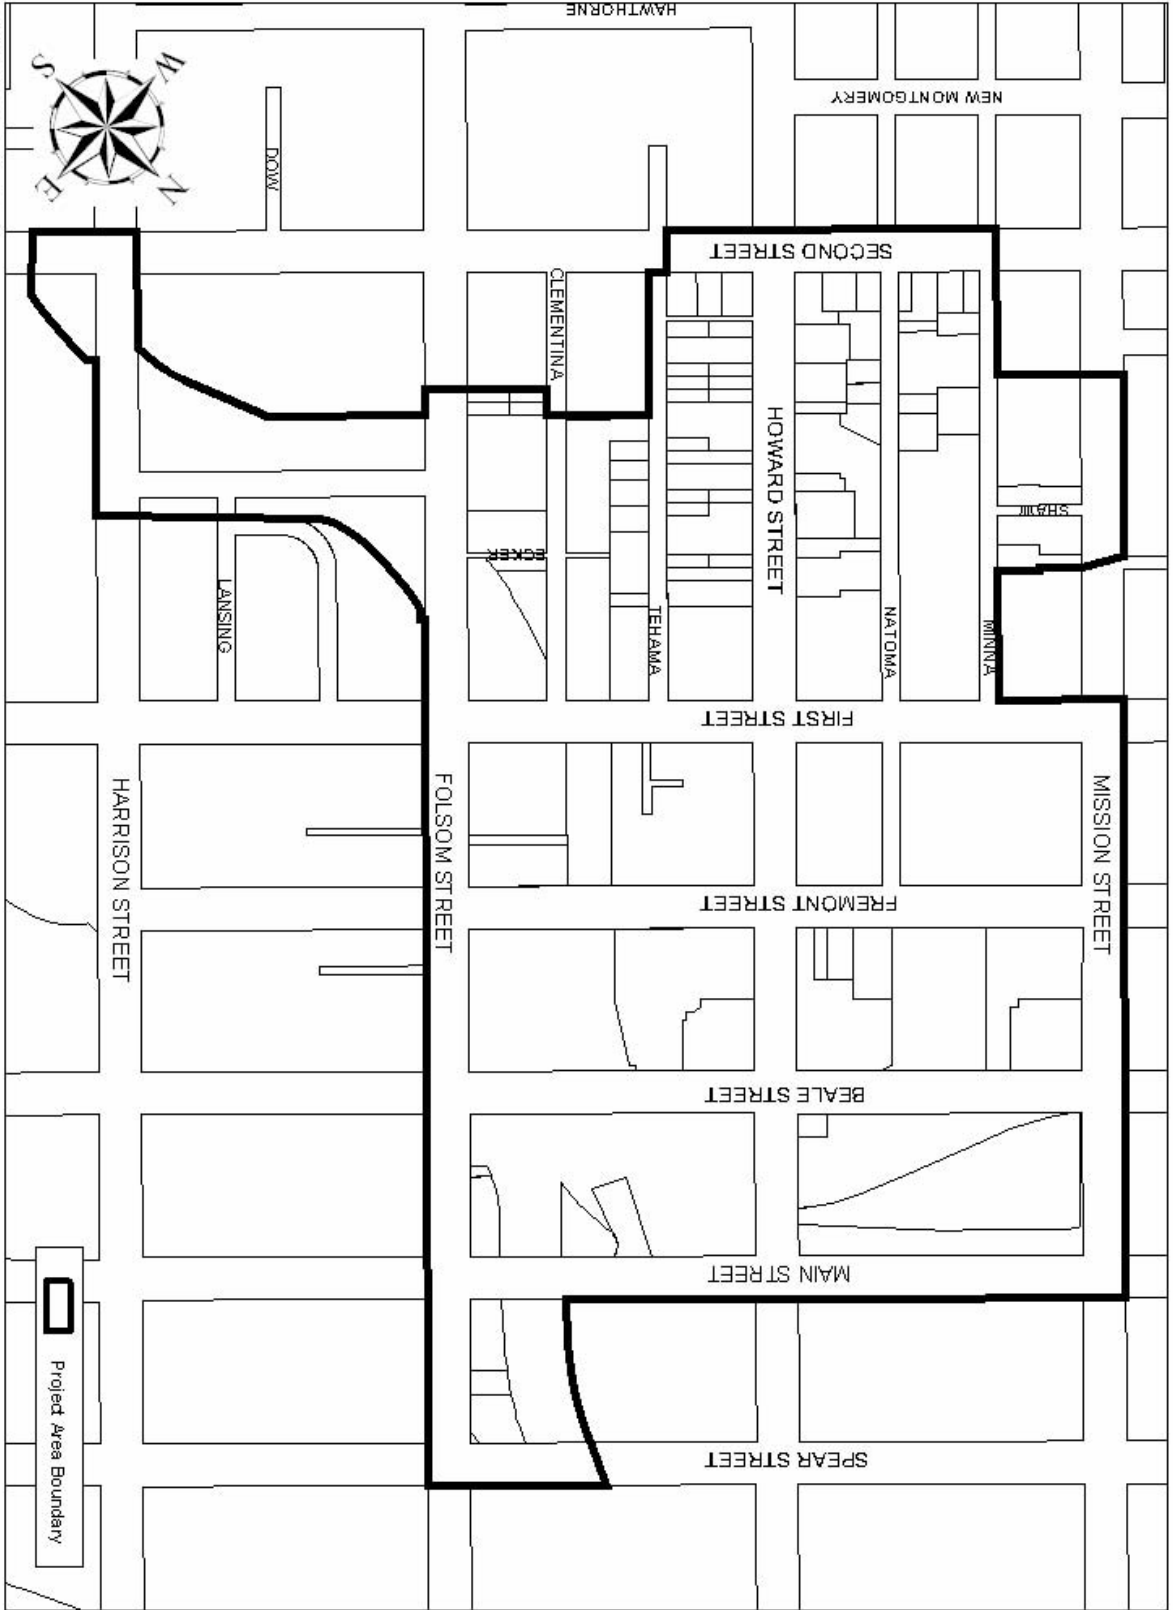 HAWTHORNE
NEW MONTGOMERY
S
W
E
N
DOW
SECOND STREET
CLEMENTINA
HOWARD STREET
ECKER
LANSING
TEHAMA
NATOMA
MINNA
FIRST STREET
HARRISON STREET
FOLSOM STREET
MISSION STREET
FREMONT STREET
BEALE STREET
MAIN STREET
SPEAR STREET
Project Area Boundary